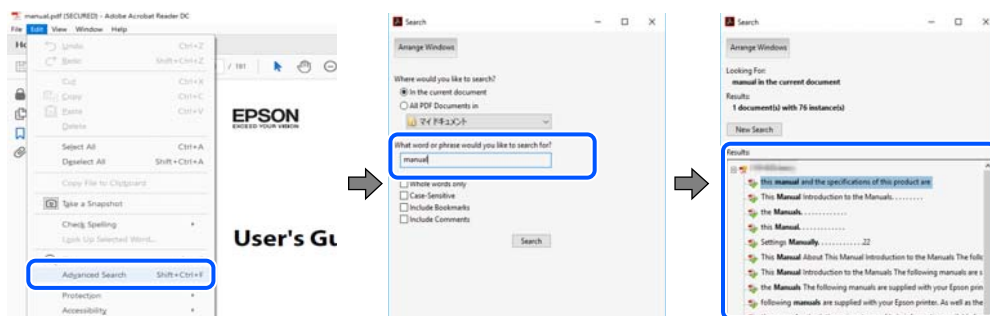 manual.pdf (SECURED) - Adobe Acrobat Reader DC
File Edit View Window Help
Undo Ctrl+Z
Redo Shift+Ctrl+Z
Cut Ctrl+X
Copy Ctrl+C
Paste Ctrl+V
Delete
Select All Ctrl+A
Deselect All Shift+Ctrl+A
Copy File to Clipboard
Take a Snapshot
Check Spelling
Look Up Selected Word...
Advanced Search Shift+Ctrl+F
Protection
Accessibility
/ 181
EPSON
EXCEED YOUR VISION
User's Gu
Search
Arrange Windows
Where would you like to search?
In the current document
All PDF Documents in
マイ ドキュメント
What word or phrase would you like to search for?
manual
Whole words only
Case-Sensitive
Include Bookmarks
Include Comments
Search
Search
Arrange Windows
Looking For:
manual in the current document
Results:
1 document(s) with 76 instance(s)
New Search
Results:
this manual and the specifications of this product are
This Manual Introduction to the Manuals. . . . . . . . .
the Manuals. . . . . . . . . . . . .
this Manual. . . . . . . . . . . . .
Settings Manually. . . . . . . . . . . . .22
This Manual About This Manual Introduction to the Manuals The follo
This Manual Introduction to the Manuals The following manuals are s
the Manuals The following manuals are supplied with your Epson prin
following manuals are supplied with your Epson printer. As well as the